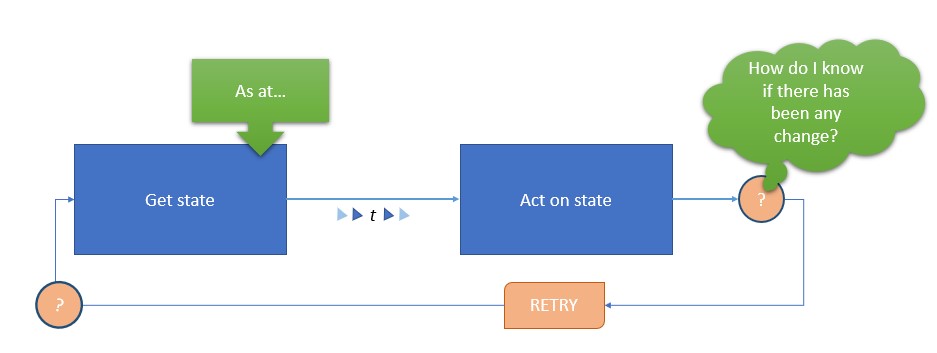 As at...
How do I know
if there has
been any
change?
Get state
t
Act on state
?
?
RETRY